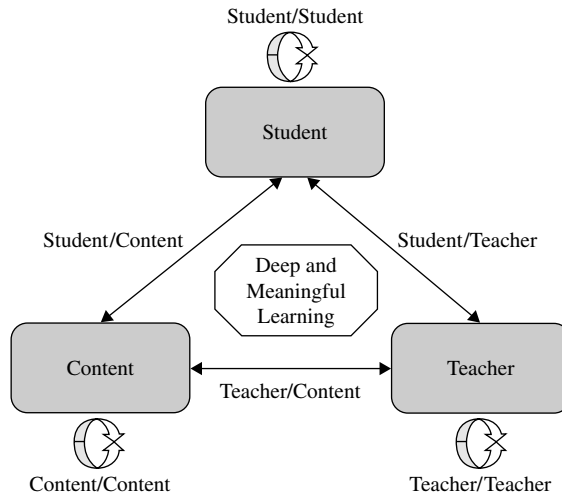 Student/Student
Student
Student/Content
Student/Teacher
Deep and
Meaningful
Learning
Content
Teacher
Teacher/Content
Content/Content
Teacher/Teacher